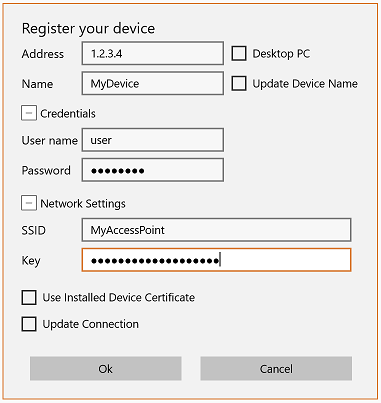 Register your device
Address 1.2.3.4 Desktop PC
Name MyDevice Update Device Name
Credentials
User name user
Password ●●●●●●●●
Network Settings
SSID MyAccessPoint
Key ●●●●●●●●●●●●●●●●●●●
Use Installed Device Certificate
Update Connection
Ok Cancel